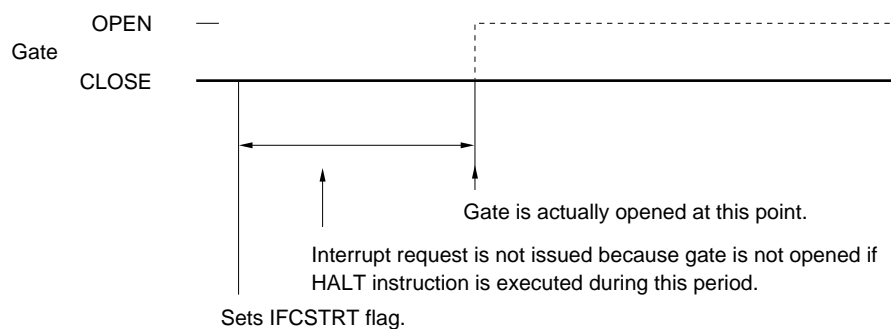 OPEN
Gate
CLOSE
Gate is actually opened at this point.
Interrupt request is not issued because gate is not opened if
HALT instruction is executed during this period.
Sets IFCSTRT flag.